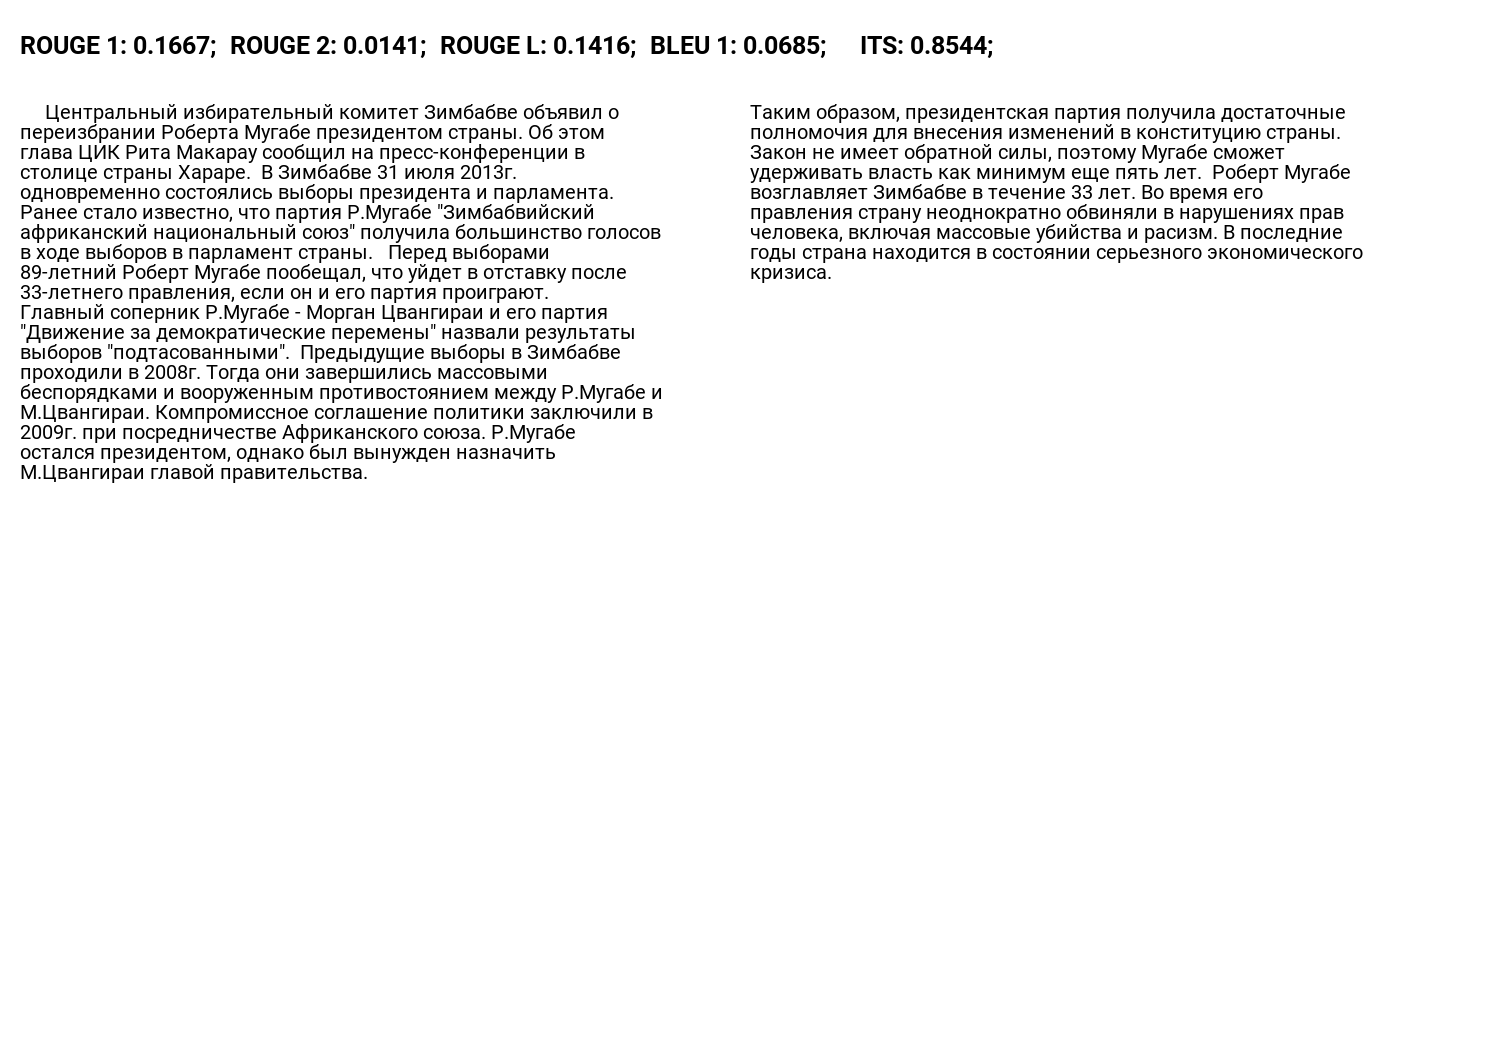 ROUGE 1: 0.1667;  ROUGE 2: 0.0141;  ROUGE L: 0.1416;  BLEU 1: 0.0685;     ITS: 0.8544;
Центральный избирательный комитет Зимбабве объявил о
переизбрании Роберта Мугабе президентом страны. Об этом
глава ЦИК Рита Макарау сообщил на пресс-конференции в
столице страны Хараре.  В Зимбабве 31 июля 2013г.
одновременно состоялись выборы президента и парламента.
Ранее стало известно, что партия Р.Мугабе "Зимбабвийский
африканский национальный союз" получила большинство голосов
в ходе выборов в парламент страны.   Перед выборами
89-летний Роберт Мугабе пообещал, что уйдет в отставку после
33-летнего правления, если он и его партия проиграют.
Главный соперник Р.Мугабе - Морган Цвангираи и его партия
"Движение за демократические перемены" назвали результаты
выборов "подтасованными".  Предыдущие выборы в Зимбабве
проходили в 2008г. Тогда они завершились массовыми
беспорядками и вооруженным противостоянием между Р.Мугабе и
М.Цвангираи. Компромиссное соглашение политики заключили в
2009г. при посредничестве Африканского союза. Р.Мугабе
остался президентом, однако был вынужден назначить
М.Цвангираи главой правительства.
Таким образом, президентская партия получила достаточные
полномочия для внесения изменений в конституцию страны.
Закон не имеет обратной силы, поэтому Мугабе сможет
удерживать власть как минимум еще пять лет.  Роберт Мугабе
возглавляет Зимбабве в течение 33 лет. Во время его
правления страну неоднократно обвиняли в нарушениях прав
человека, включая массовые убийства и расизм. В последние
годы страна находится в состоянии серьезного экономического
кризиса.